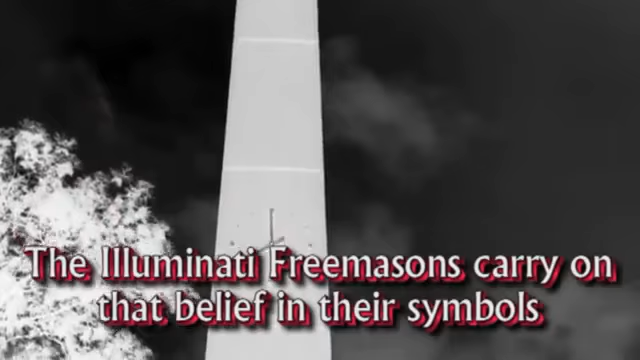 The Illuminati Freemasons carry on
that belief in their symbols